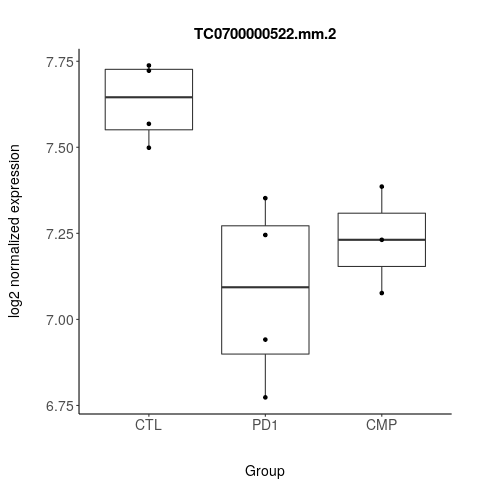 TC0700000522.mm.2
log2 normalized expression
7.75
7.50
7.25
7.00
6.75
CTL PD1 CMP
Group